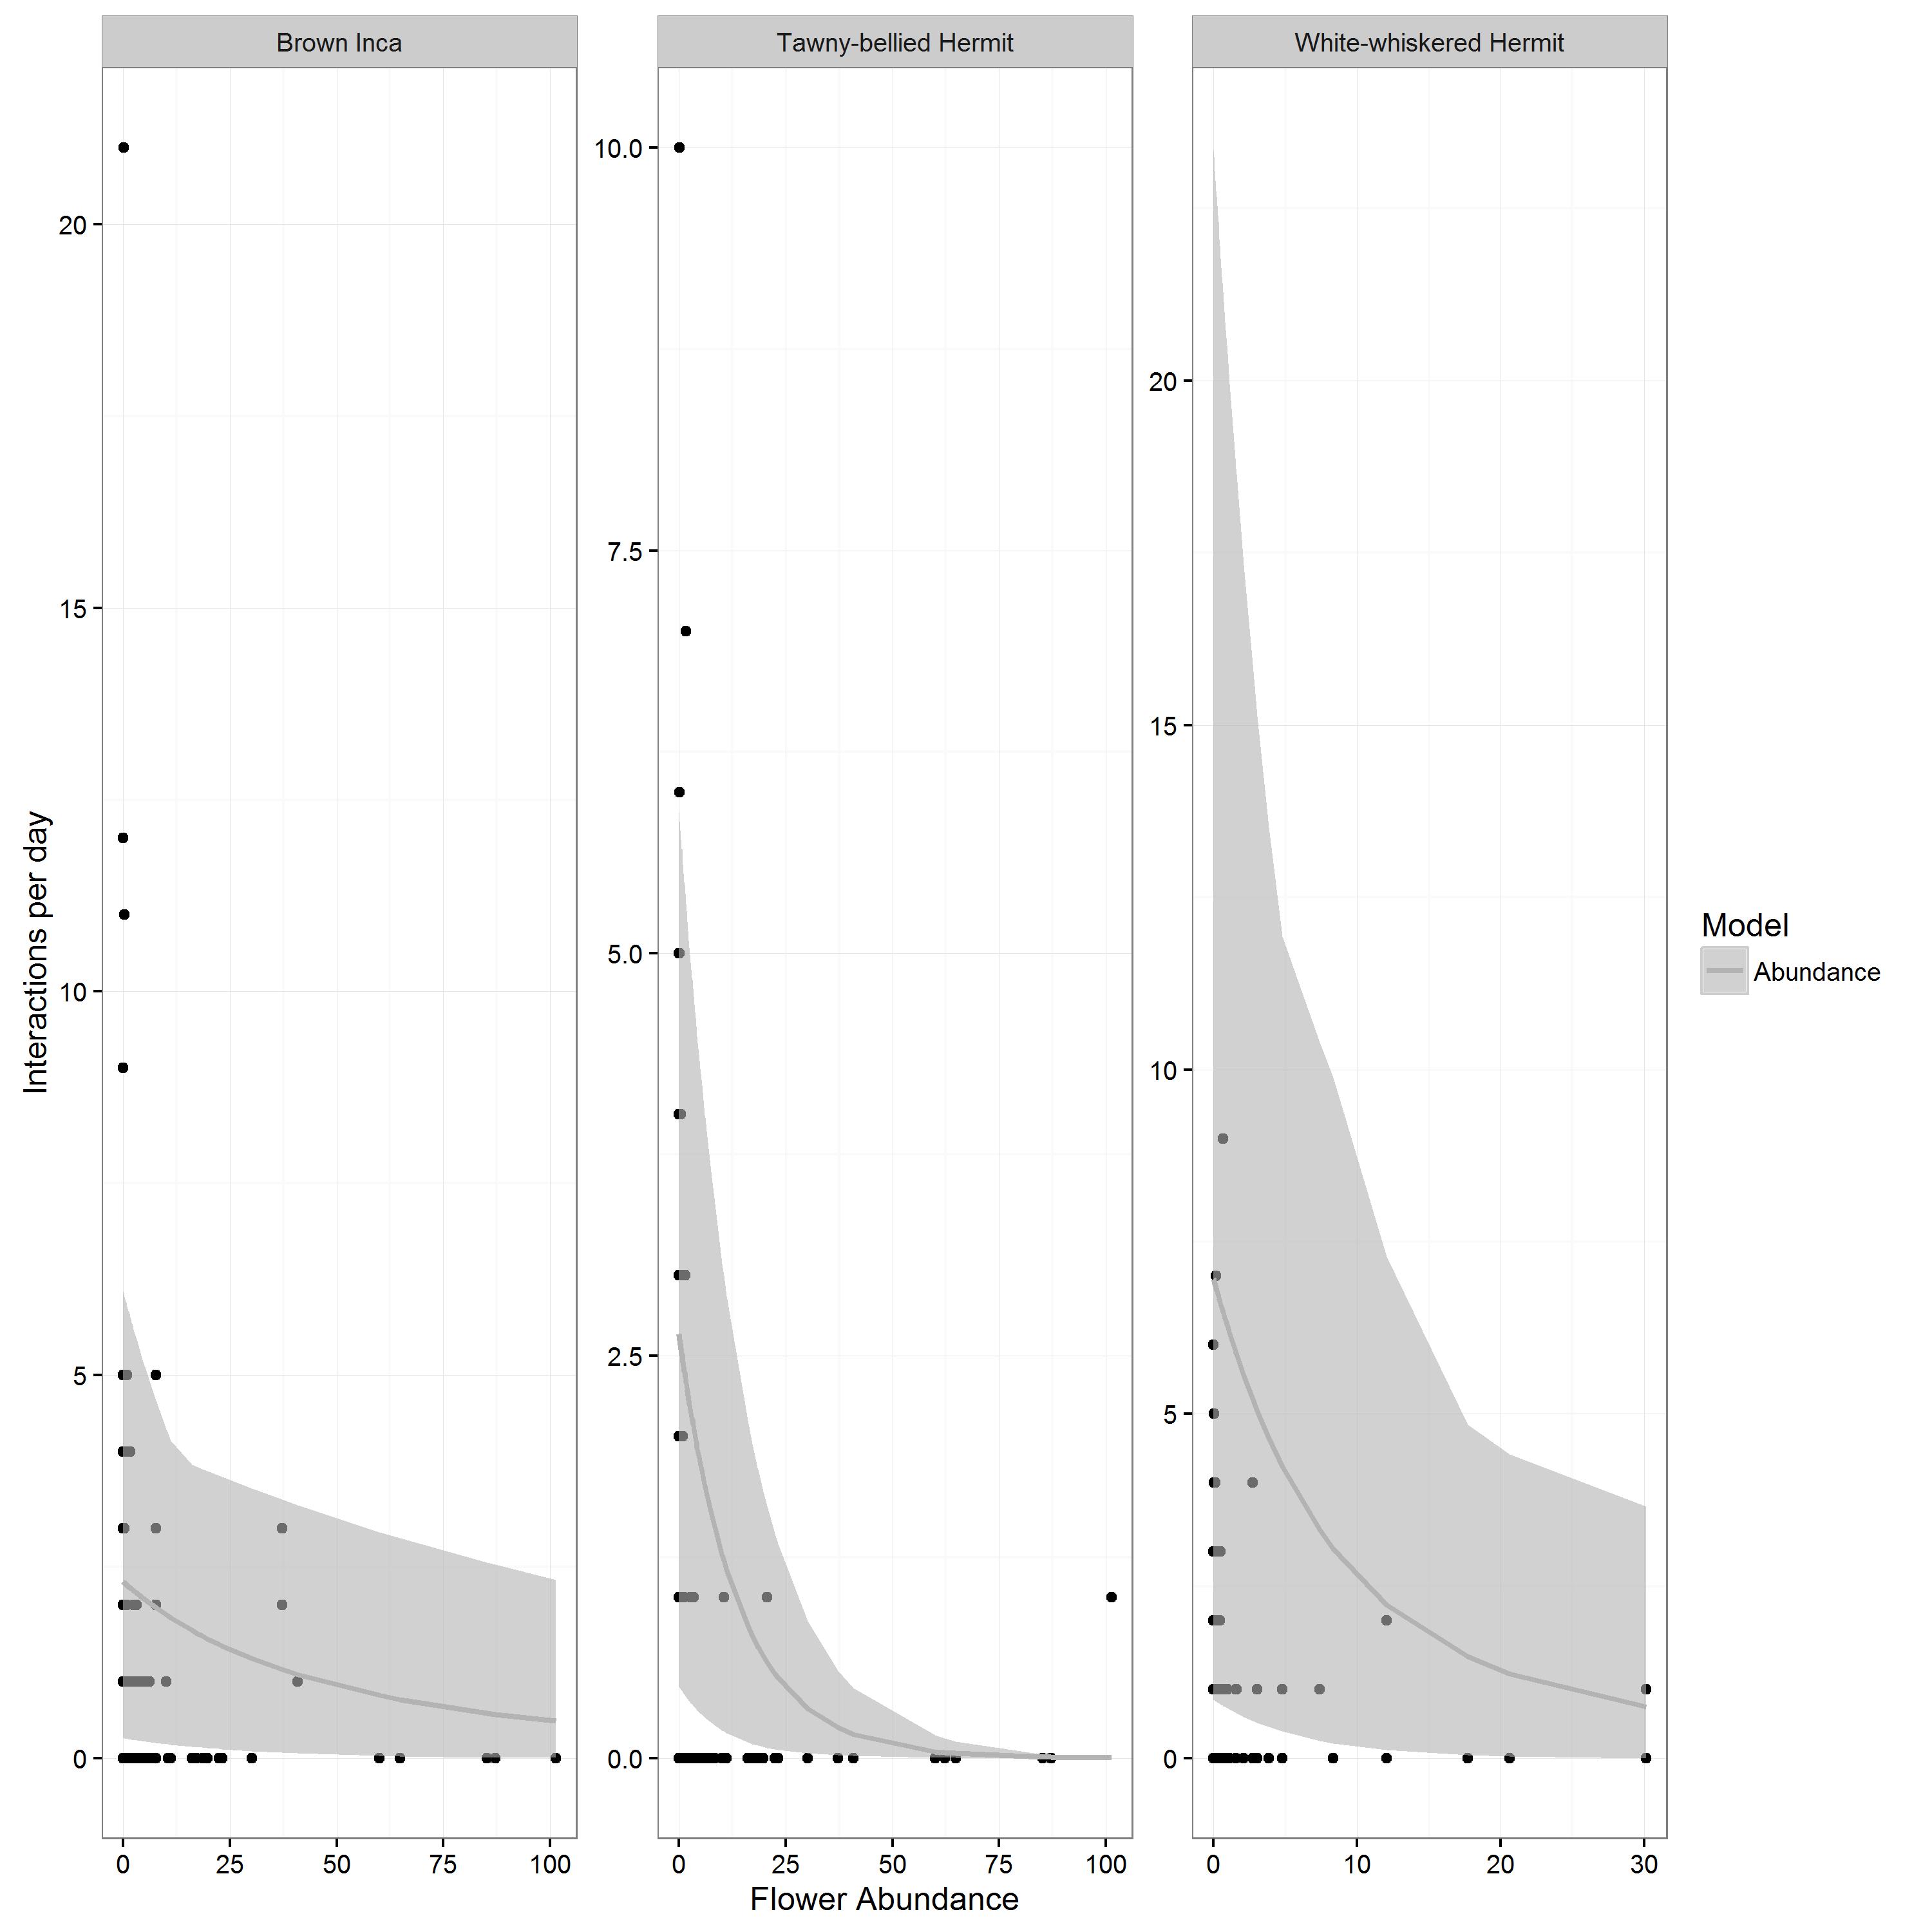 Brown Inca
Tawny-bellied Hermit
White-whiskered Hermit
Interactions per day
20
15
10
5
0
10.0
7.5
5.0
2.5
0.0
20
15
10
5
0
0 25 50 75 100
0 25 50 75 100
0 10 20 30
Flower Abundance
Model
Abundance